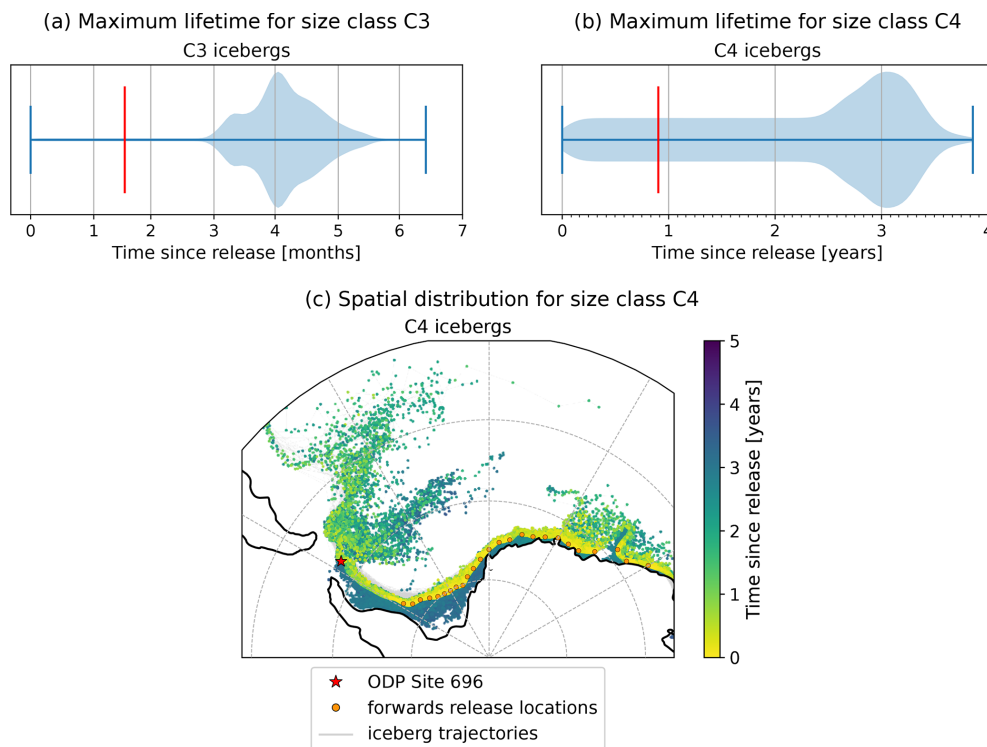 (a) Maximum lifetime for size class C3
C3 icebergs
0 1 2 3 4 5 6 7
Time since release [months]
(b) Maximum lifetime for size class C4
C4 icebergs
0 1 2 3 4
Time since release [years]
(c) Spatial distribution for size class C4
C4 icebergs
5
4
3
2
1
0
Time since release [years]
ODP Site 696
forwards release locations
iceberg trajectories